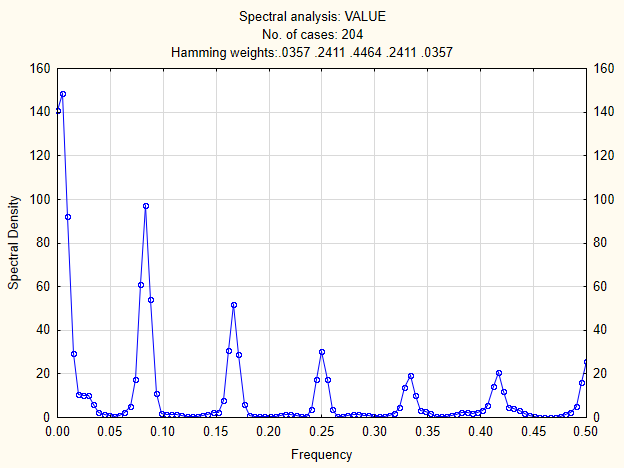 Spectral analysis: VALUE
No. of cases: 204
Hamming weights:.0357 .2411 .4464 .2411 .0357
160 160
140 140
120 120
100 100
80 80
60 60
40 40
20 20
0 0
Spectral Density
0.00 0.05 0.10 0.15 0.20 0.25 0.30 0.35 0.40 0.45 0.50
Frequency